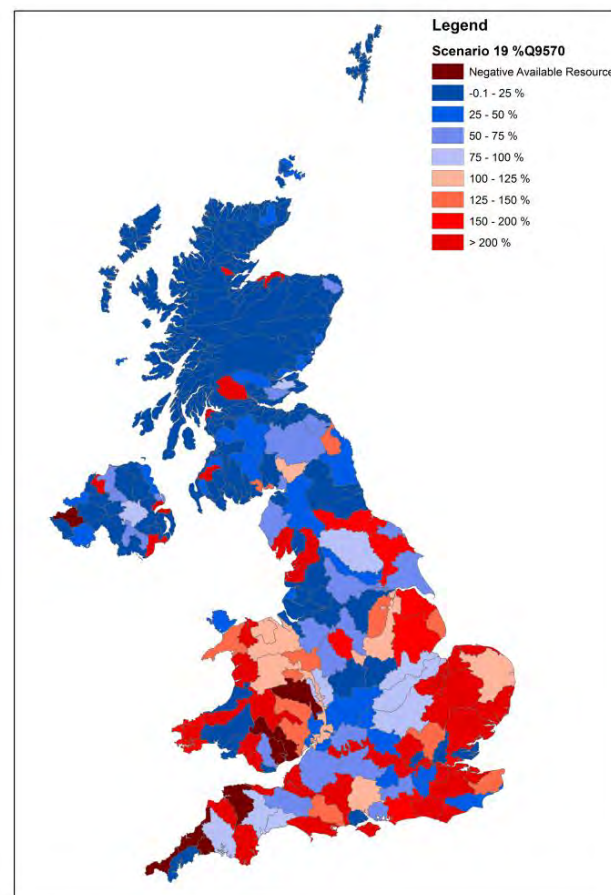 Legend
Scenario 19 %Q9570
Negative Available Resource
-0.1 - 25 %
25 - 50 %
50 - 75 %
75 - 100 %
100 - 125 %
125 - 150 %
150 - 200 %
> 200 %